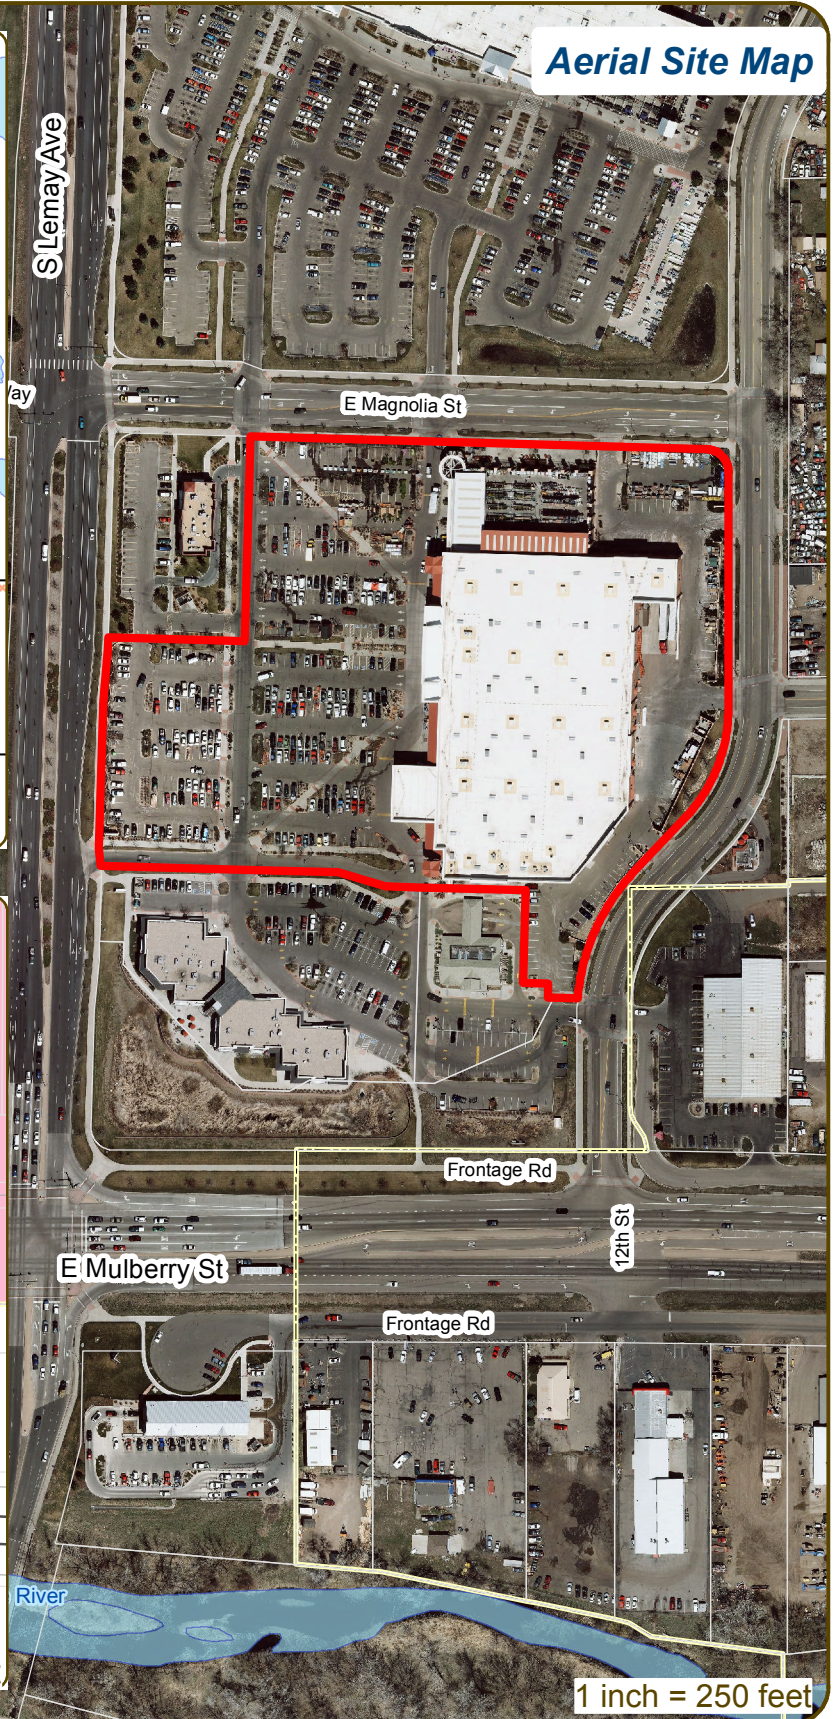 Aerial Site Map
S Lemay Ave
ay
E Magnolia St
Frontage Rd
12th St
E Mulberry St
Frontage Rd
River
1 inch = 250 feet